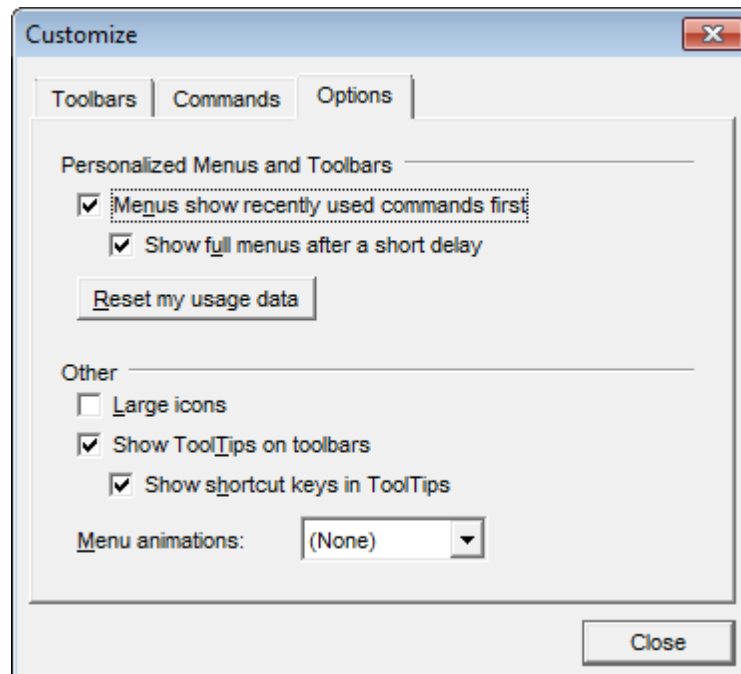 Customize
Toolbars Commands Options
Personalized Menus and Toolbars
Menus show recently used commands first
Show full menus after a short delay
Reset my usage data
Other
Large icons
Show ToolTips on toolbars
Show shortcut keys in ToolTips
Menu animations: (None)
Close